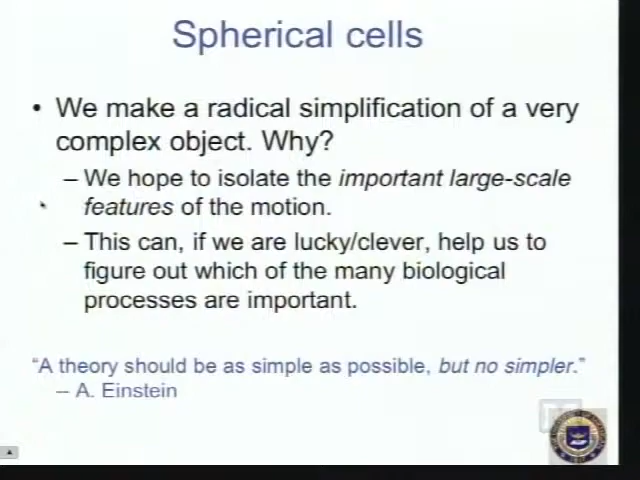 Spherical cells
• We make a radical simplification of a very
complex object. Why?
– We hope to isolate the important large-scale
features of the motion.
– This can, if we are lucky/clever, help us to
figure out which of the many biological
processes are important.
“A theory should be as simple as possible, but no simpler.”
– A. Einstein